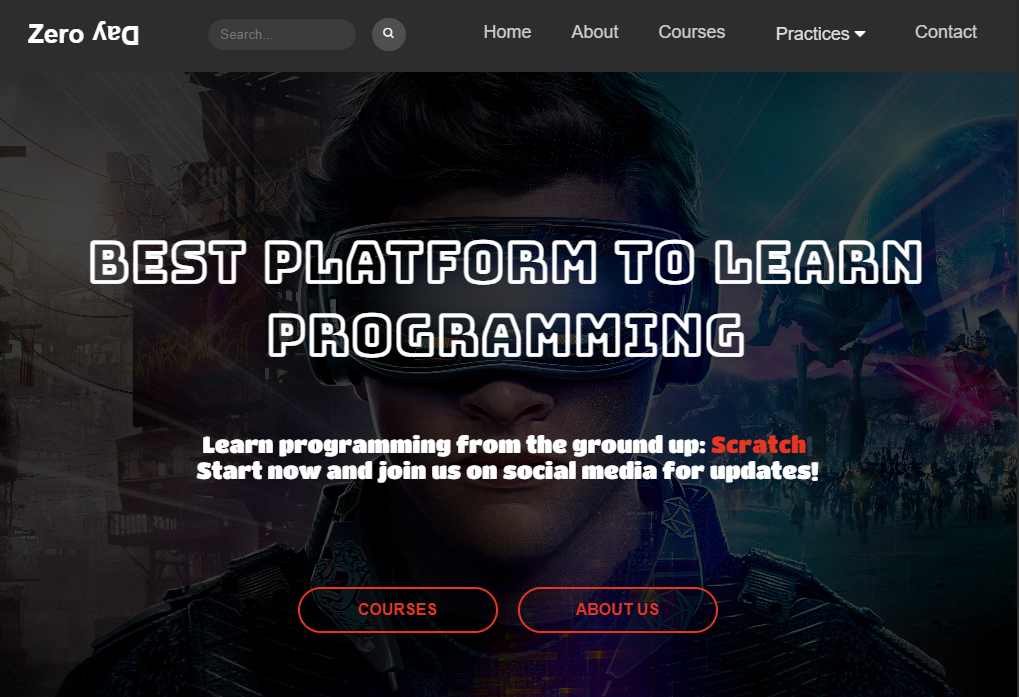 Zero Day
Search...
Home
About
Courses
Practices
Contact
BEST PLATFORM TO LEARN
PROGRAMMING
Learn programming from the ground up: Scratch
Start now and join us on social media for updates!
COURSES
ABOUT US